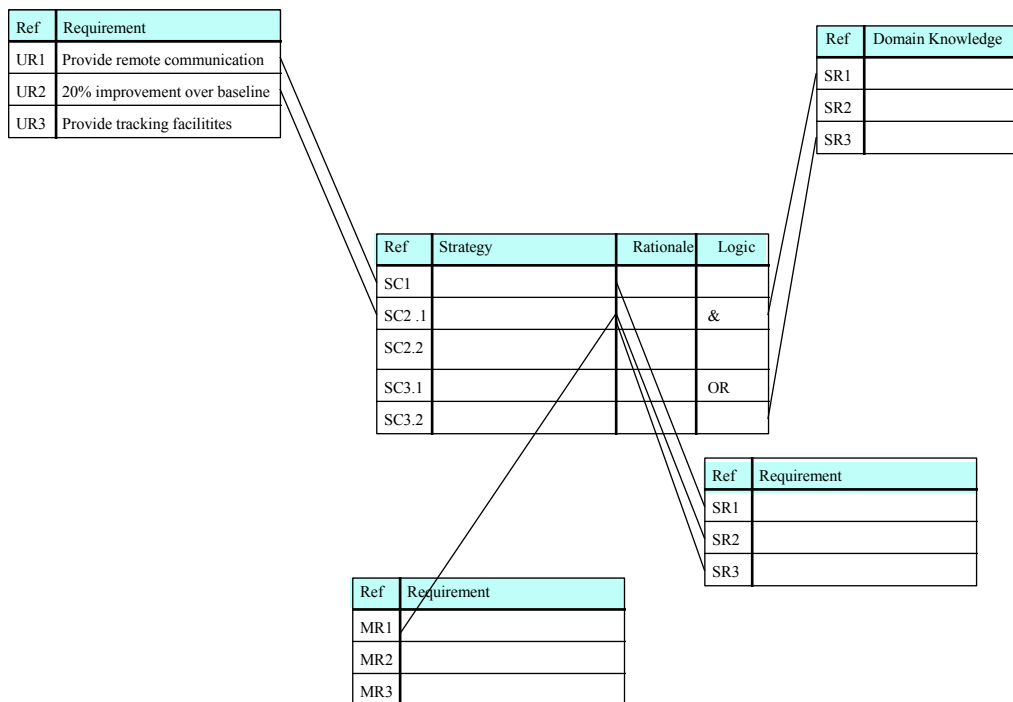 Ref Requirement
UR1 Provide remote communication
UR2 20% improvement over baseline
UR3 Provide tracking facilitites
Ref Domain Knowledge
SR1
SR2
SR3
Ref Strategy Rationale Logic
SC1
SC2 .1 &
SC2.2
SC3.1 OR
SC3.2
Ref Requirement
SR1
SR2
SR3
Ref Requirement
MR1
MR2
MR3